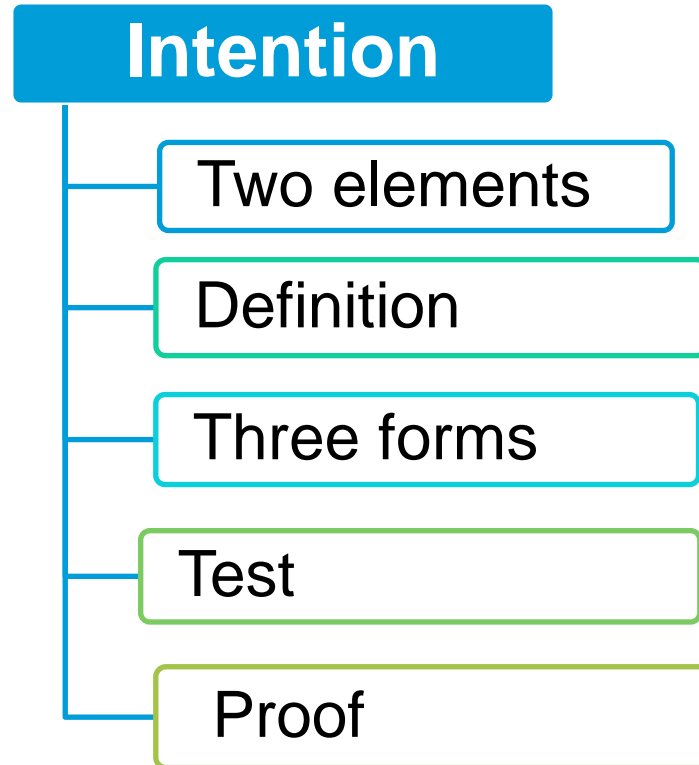 Intention
Two elements
Definition
Three forms
Test
Proof